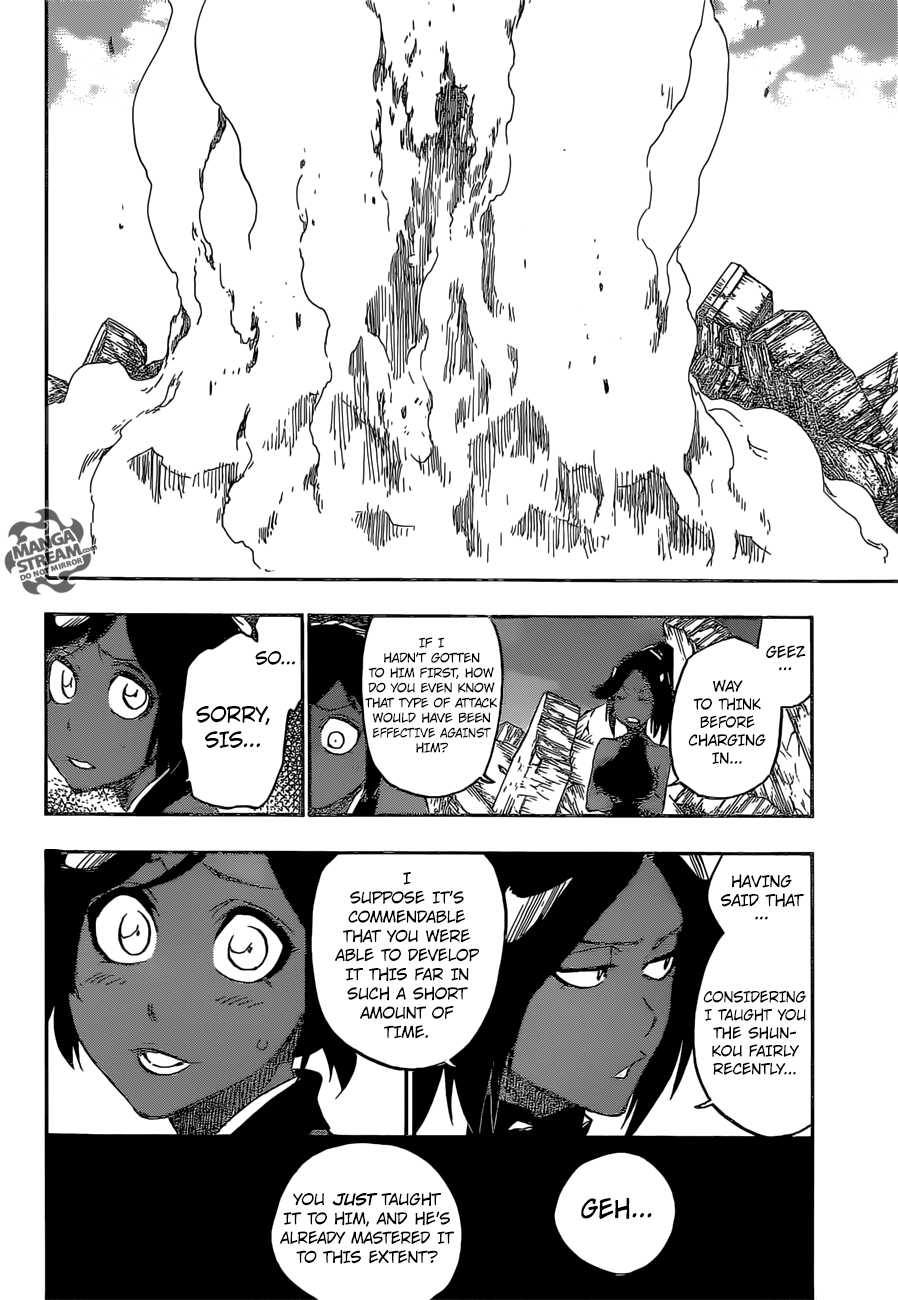 MANGA
STREAM.com
DO NOT MIRROR
GEEZ
...
WAY
TO THINK
BEFORE
CHARGING
IN...
IF I
HADN'T GOTTEN
TO HIM FIRST, HOW
DO YOU EVEN KNOW
THAT TYPE OF ATTACK
WOULD HAVE BEEN
EFFECTIVE AGAINST
HIM?
SO...
SORRY,
SIS...
HAVING
SAID THAT
...
CONSIDERING
I TAUGHT YOU
THE SHUN-
KOU FAIRLY
RECENTLY...
I
SUPPOSE IT'S
COMMENDABLE
THAT YOU WERE
ABLE TO DEVELOP
IT THIS FAR IN
SUCH A SHORT
AMOUNT OF
TIME.
GEH...
YOU JUST TAUGHT
IT TO HIM, AND HE'S
ALREADY MASTERED
IT TO THIS EXTENT?